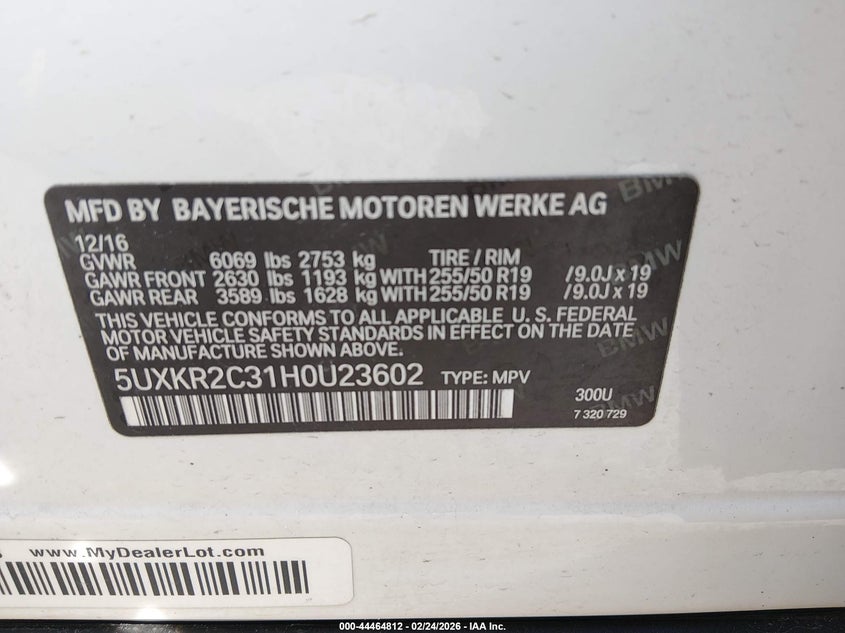 MFD BY BAYERISCHE MOTOREN WERKE AG
12/16
GVWR 6069 lbs 2753 kg TIRE / RIM
GAWR FRONT 2630 lbs 1193 kg WITH 255/50 R19 /9.0J x 19
GAWR REAR 3589 lbs 1628 kg WITH 255/50 R19 /9.0J x 19
THIS VEHICLE CONFORMS TO ALL APPLICABLE U. S. FEDERAL
MOTOR VEHICLE SAFETY STANDARDS IN EFFECT ON THE DATE
OF MANUFACTURE SHOWN ABOVE.
5UXKR2C31H0U23602 TYPE: MPV
300U
7 320 729
www.MyDealerLot.com
000-44464812 - 02/24/2026 - IAA Inc.